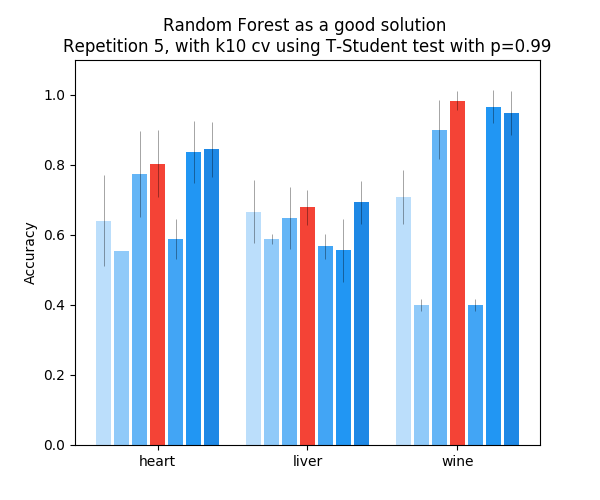 Random Forest as a good solution
Repetition 5, with k10 cv using T-Student test with p=0.99
1.0
0.8
0.6
0.4
0.2
0.0
Accuracy
heart
liver
wine